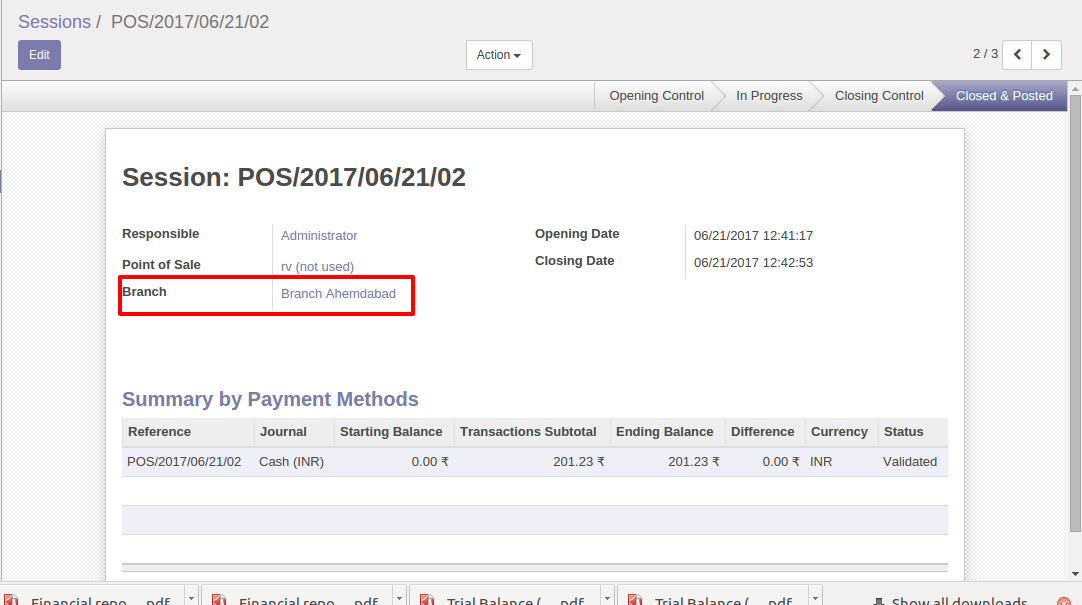 Sessions / POS/2017/06/21/02
Edit
Action
2 / 3
Opening Control
In Progress
Closing Control
Closed & Posted
Session: POS/2017/06/21/02
Responsible Administrator
Opening Date 06/21/2017 12:41:17
Point of Sale rv (not used)
Closing Date 06/21/2017 12:42:53
Branch Branch Ahemdabad
Summary by Payment Methods
Reference Journal Starting Balance Transactions Subtotal Ending Balance Difference Currency Status
POS/2017/06/21/02 Cash (INR) 0.00 ₹ 201.23 ₹ 201.23 ₹ 0.00 ₹ INR Validated
Financial repo....pdf Financial repo....pdf Trial Balance (....pdf Trial Balance (....pdf Show all downloads...